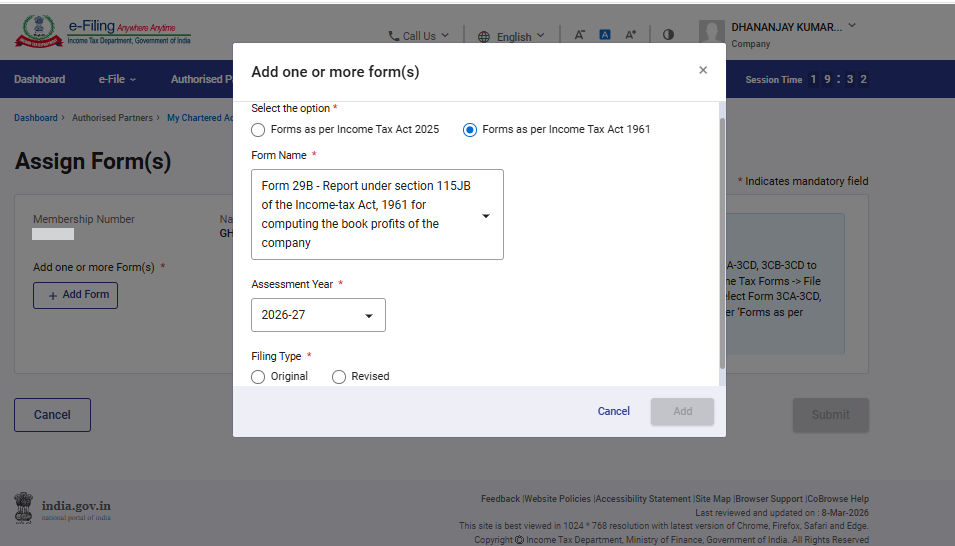 e-Filing Anywhere Anytime
Income Tax Department, Government of India
Call Us
English
A-
A
A+
DHANANJAY KUMAR...
Company
Dashboard
e-File
Authorised P
Session Time 1 9 : 3 2
Dashboard > Authorised Partners > My Chartered Ac
Assign Form(s)
* Indicates mandatory field
Membership Number
Na
GH
Add one or more Form(s) *
+ Add Form
A-3CD, 3CB-3CD to
e Tax Forms -> File
lect Form 3CA-3CD,
er 'Forms as per
Cancel
Submit
Add one or more form(s)
×
Select the option *
Forms as per Income Tax Act 2025
Forms as per Income Tax Act 1961
Form Name *
Form 29B - Report under section 115JB
of the Income-tax Act, 1961 for
computing the book profits of the
company
Assessment Year *
2026-27
Filing Type *
Original
Revised
Cancel
Add
india.gov.in
national portal of india
Feedback |Website Policies |Accessibility Statement |Site Map |Browser Support |CoBrowse Help
Last reviewed and updated on : 8-Mar-2026
This site is best viewed in 1024 * 768 resolution with latest version of Chrome, Firefox, Safari and Edge.
Copyright © Income Tax Department, Ministry of Finance, Government of India. All Rights Reserved